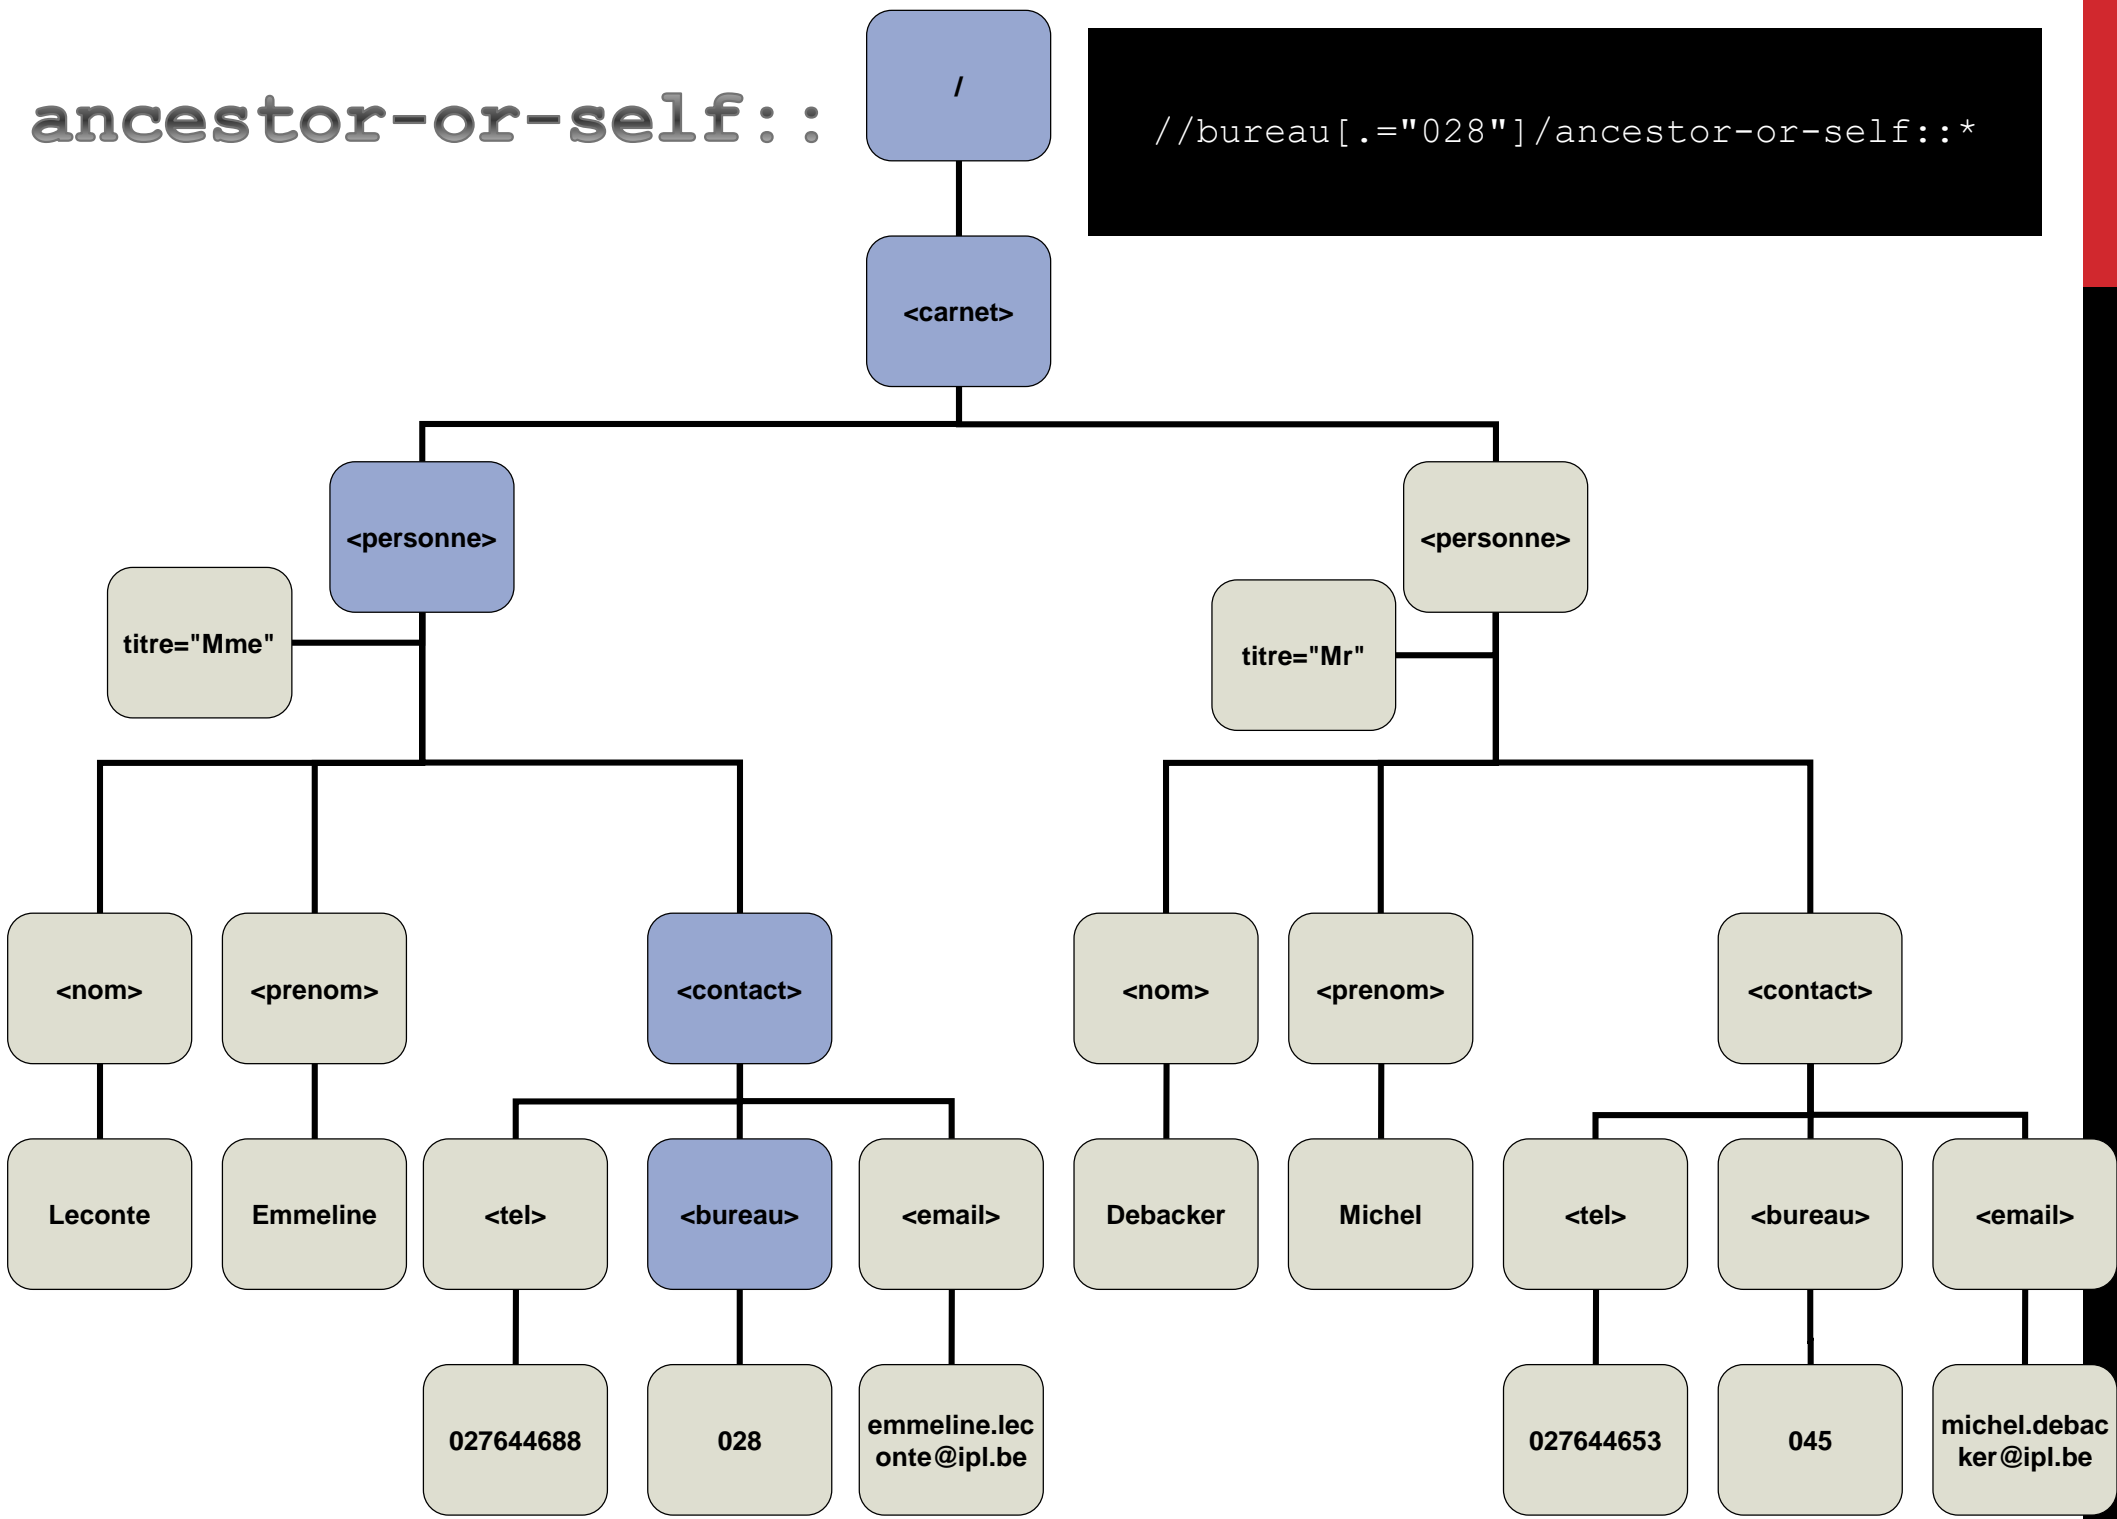 ancestor-or-self::
/
//bureau[.="028"]/ancestor-or-self::*
<carnet>
<personne>
<personne>
titre="Mme"
titre="Mr"
<nom>
<prenom>
<contact>
<nom>
<prenom>
<contact>
Leconte
Emmeline
<tel>
<bureau>
<email>
Debacker
Michel
<tel>
<bureau>
<email>
027644688
028
emmeline.lec
onte@ipl.be
027644653
045
michel.debac
ker@ipl.be